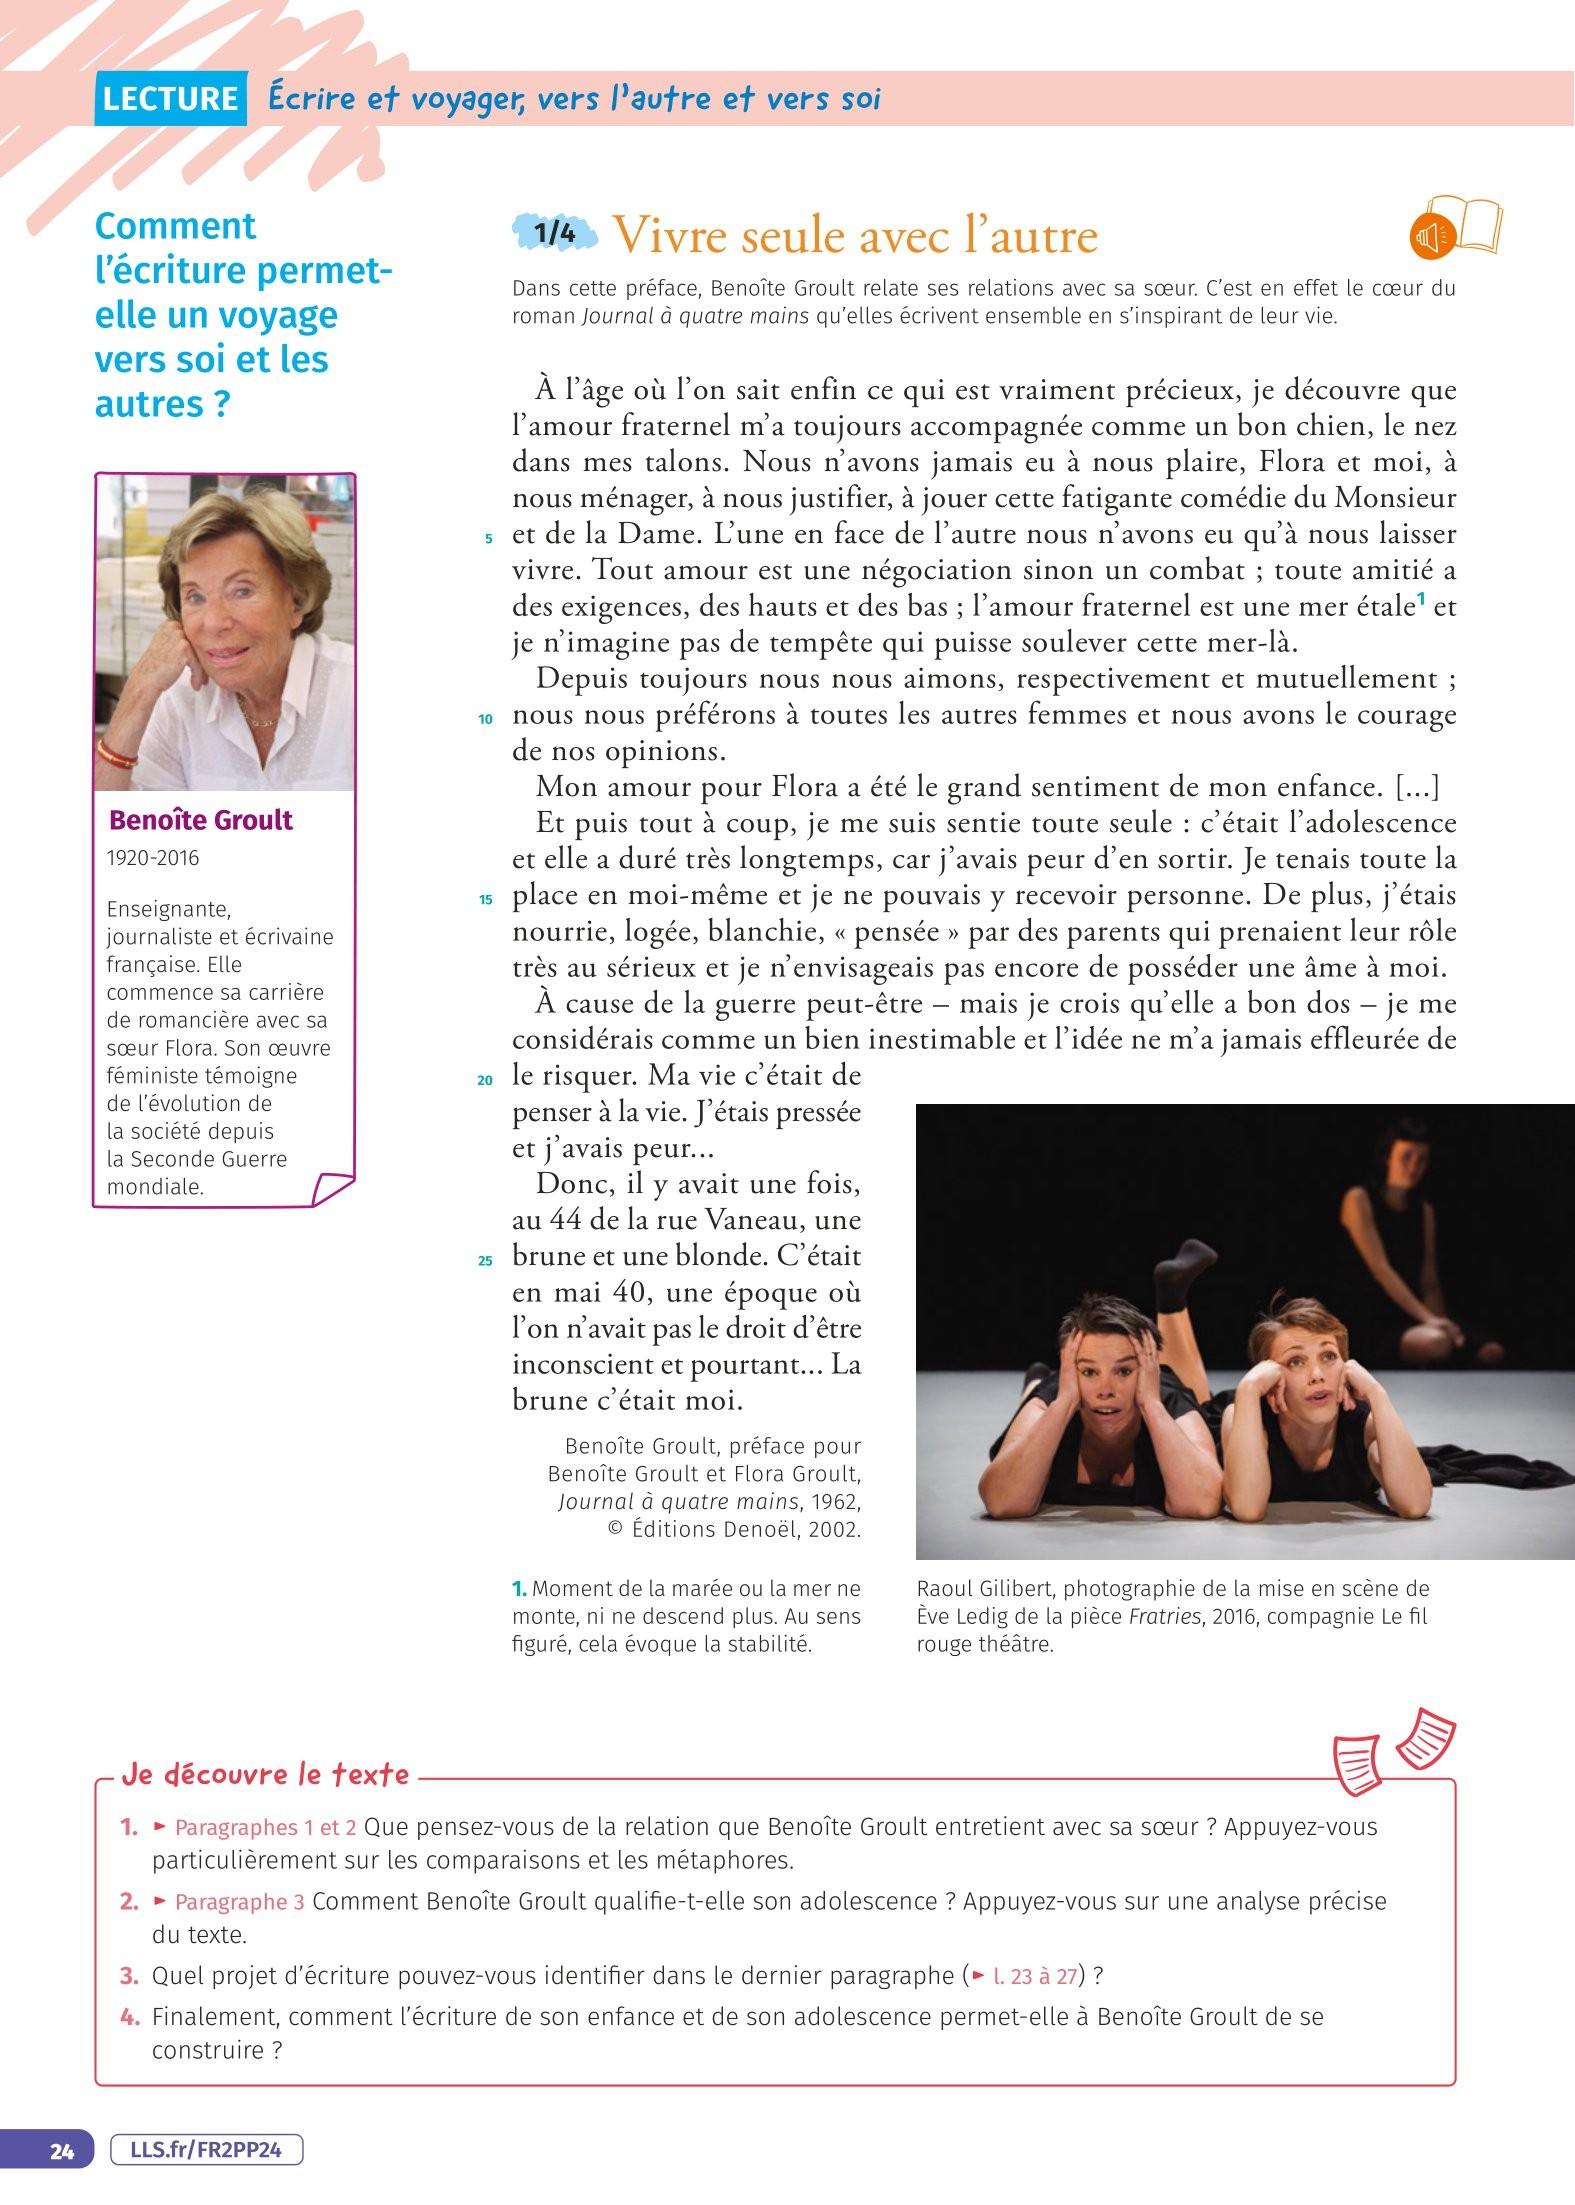 LECTURE Écrire et voyager, vers l'autre et vers soi
Comment
l'écriture permet-
elle un voyage
vers soi et les
autres ?
Benoîte Groult
1920-2016
Enseignante,
journaliste et écrivaine
française. Elle
commence sa carrière
de romancière avec sa
sœur Flora. Son œuvre
féministe témoigne
de l'évolution de
la société depuis
la Seconde Guerre
mondiale.
1/4 Vivre seule avec l'autre
Dans cette préface, Benoîte Groult relate ses relations avec sa sœur. C'est en effet le cœur du
roman Journal à quatre mains qu'elles écrivent ensemble en s'inspirant de leur vie.
À l'âge où l'on sait enfin ce qui est vraiment précieux, je découvre que
l'amour fraternel m'a toujours accompagnée comme un bon chien, le nez
dans mes talons. Nous n'avons jamais eu à nous plaire, Flora et moi, à
nous ménager, à nous justifier, à jouer cette fatigante comédie du Monsieur
5 et de la Dame. L'une en face de l'autre nous n'avons eu qu'à nous laisser
vivre. Tout amour est une négociation sinon un combat ; toute amitié a
des exigences, des hauts et des bas ; l'amour fraternel est une mer étale1 et
je n'imagine pas de tempête qui puisse soulever cette mer-là.
Depuis toujours nous nous aimons, respectivement et mutuellement ;
10 nous nous préférons à toutes les autres femmes et nous avons le courage
de nos opinions.
Mon amour pour Flora a été le grand sentiment de mon enfance. [...]
Et puis tout à coup, je me suis sentie toute seule : c'était l'adolescence
et elle a duré très longtemps, car j'avais peur d'en sortir. Je tenais toute la
15 place en moi-même et je ne pouvais y recevoir personne. De plus, j'étais
nourrie, logée, blanchie, « pensée » par des parents qui prenaient leur rôle
très au sérieux et je n'envisageais pas encore de posséder une âme à moi.
À cause de la guerre peut-être – mais je crois qu'elle a bon dos – je me
considérais comme un bien inestimable et l'idée ne m'a jamais effleurée de
20 le risquer. Ma vie c'était de
penser à la vie. J'étais pressée
et j'avais peur...
Donc, il y avait une fois,
au 44 de la rue Vaneau, une
25 brune et une blonde. C'était
en mai 40, une époque où
l'on n'avait pas le droit d'être
inconscient et pourtant... La
brune c'était moi.
Benoîte Groult, préface pour
Benoîte Groult et Flora Groult,
Journal à quatre mains, 1962,
© Éditions Denoël, 2002.
1. Moment de la marée ou la mer ne
monte, ni ne descend plus. Au sens
figuré, cela évoque la stabilité.
Raoul Gilibert, photographie de la mise en scène de
Ève Ledig de la pièce Fratries, 2016, compagnie Le fil
rouge théâtre.
Je découvre le texte
1. ► Paragraphes 1 et 2 Que pensez-vous de la relation que Benoîte Groult entretient avec sa sœur ? Appuyez-vous
particulièrement sur les comparaisons et les métaphores.
2. ► Paragraphe 3 Comment Benoîte Groult qualifie-t-elle son adolescence ? Appuyez-vous sur une analyse précise
du texte.
3. Quel projet d'écriture pouvez-vous identifier dans le dernier paragraphe (► l. 23 à 27) ?
4. Finalement, comment l'écriture de son enfance et de son adolescence permet-elle à Benoîte Groult de se
construire ?
24 LLS.fr/FR2PP24